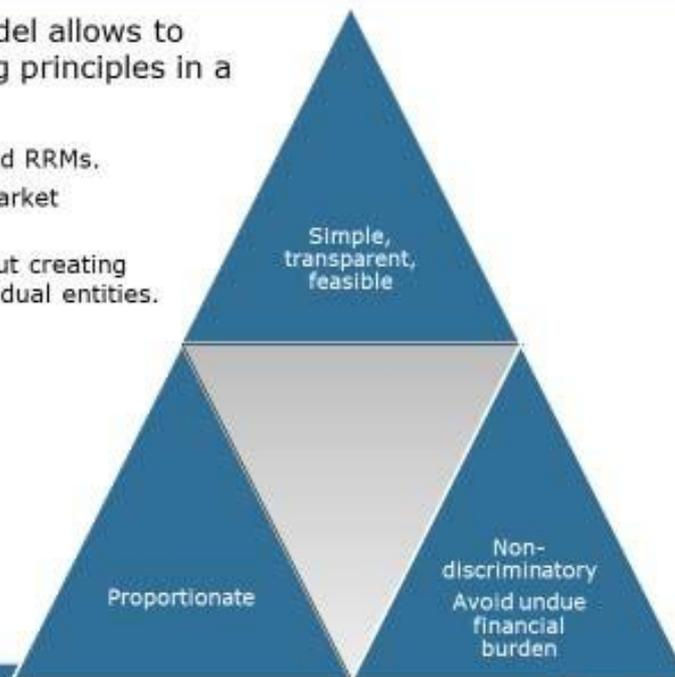 del allows to
g principles in a
d RRMs.
arket
ut creating
dual entities.
Simple,
transparent,
feasible
Proportionate
Non-
discriminatory
Avoid undue
financial
burden